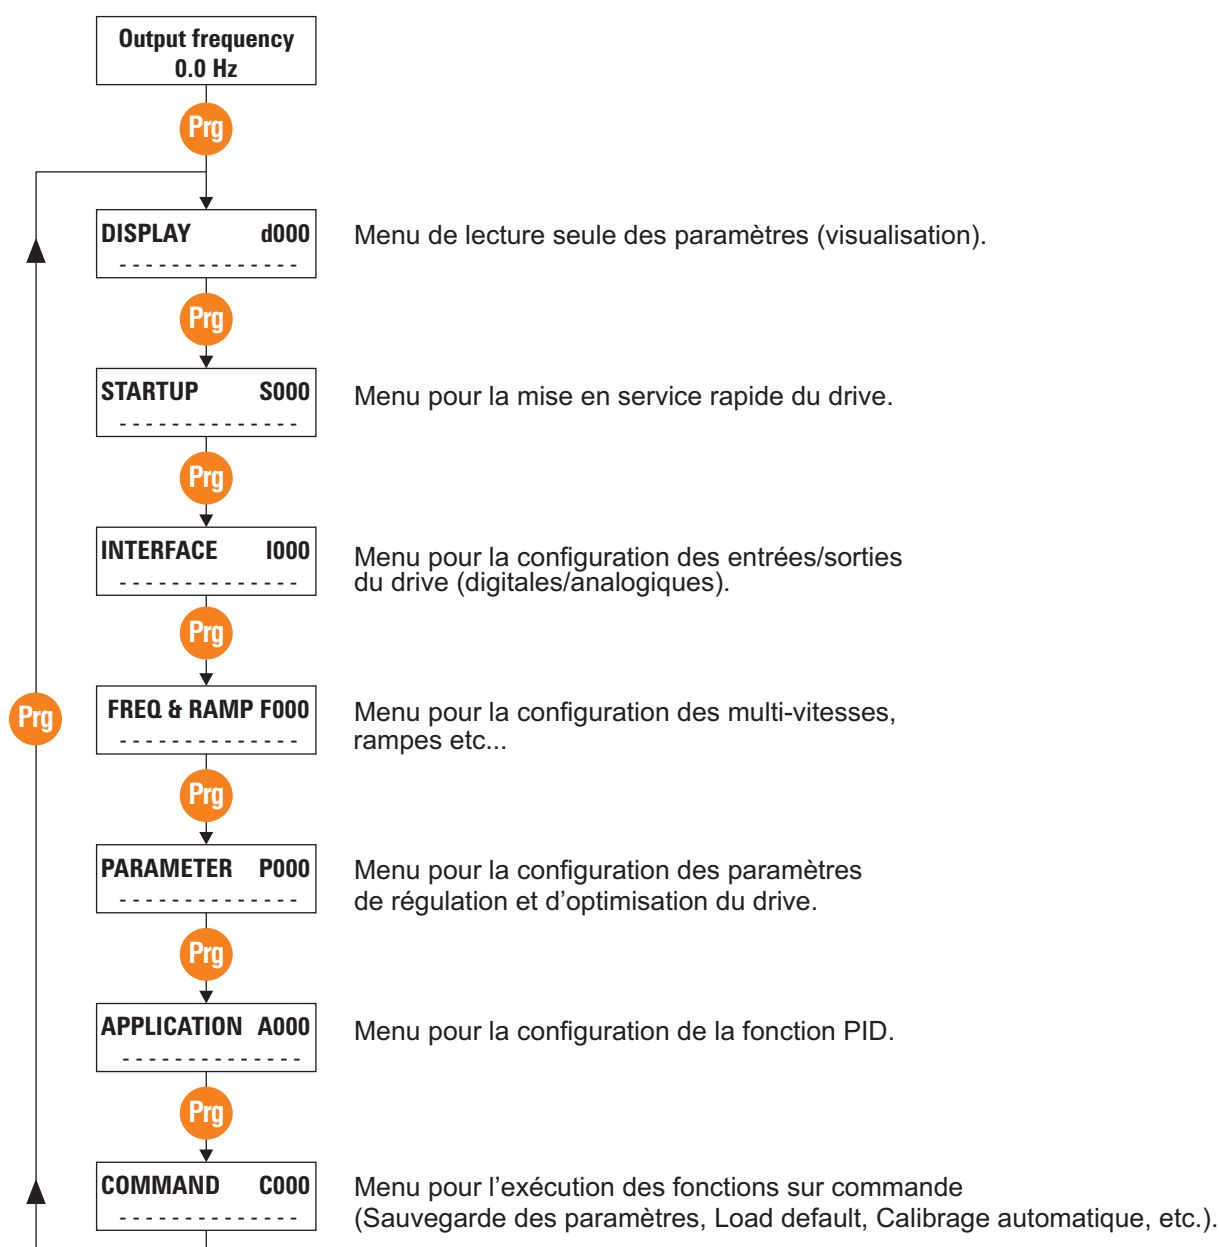 Output frequency
0.0 Hz
Prg
DISPLAY d000
- - - - - - - - - - - - - -
Menu de lecture seule des paramètres (visualisation).
Prg
STARTUP S000
- - - - - - - - - - - - - -
Menu pour la mise en service rapide du drive.
Prg
INTERFACE I000
- - - - - - - - - - - - - -
Menu pour la configuration des entrées/sorties
du drive (digitales/analogiques).
Prg
FREQ & RAMP F000
- - - - - - - - - - - - - -
Menu pour la configuration des multi-vitesses,
rampes etc...
Prg
Prg
PARAMETER P000
- - - - - - - - - - - - - -
Menu pour la configuration des paramètres
de régulation et d’optimisation du drive.
Prg
APPLICATION A000
- - - - - - - - - - - - - -
Menu pour la configuration de la fonction PID.
Prg
COMMAND C000
- - - - - - - - - - - - - -
Menu pour l’exécution des fonctions sur commande
(Sauvegarde des paramètres, Load default, Calibrage automatique, etc.).